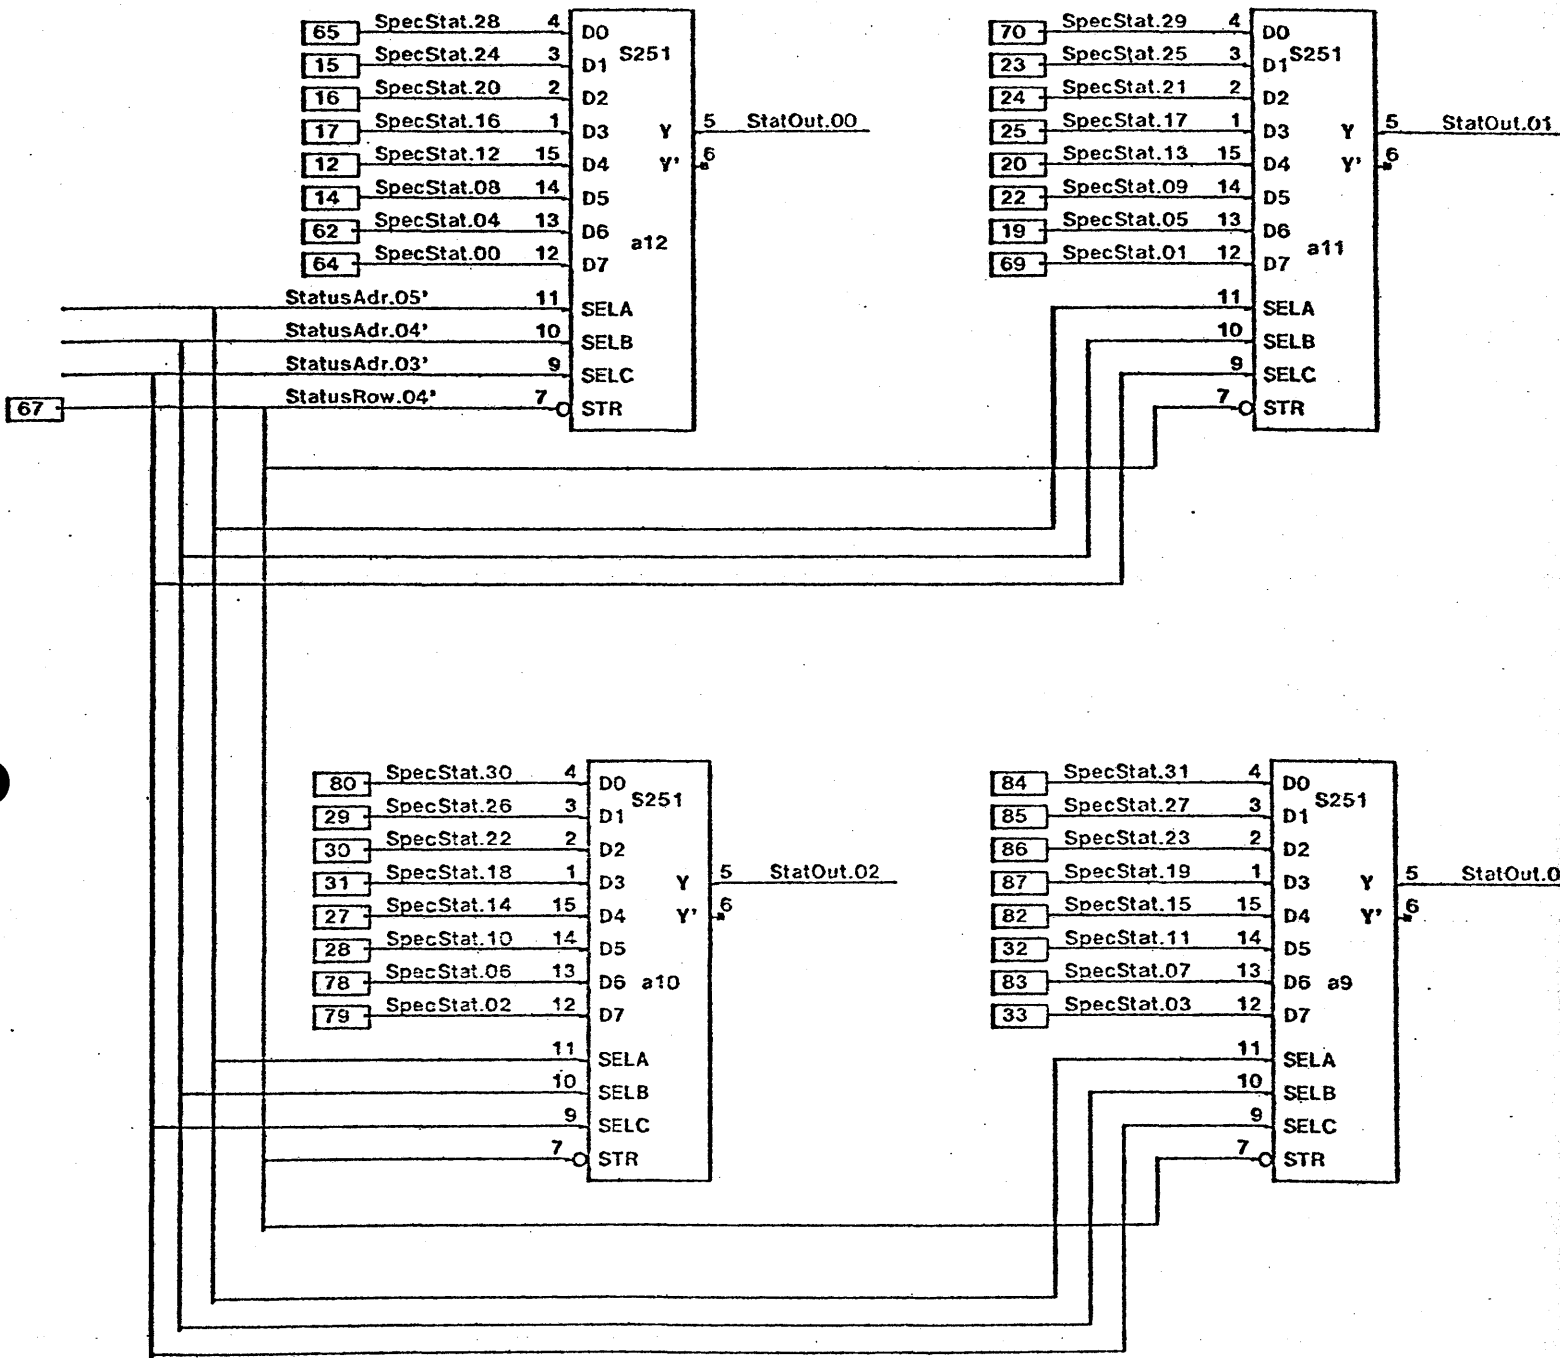 65 SpecStat.28 4 D0
15 SpecStat.24 3 D1
16 SpecStat.20 2 D2
17 SpecStat.16 1 D3
12 SpecStat.12 15 D4
14 SpecStat.08 14 D5
62 SpecStat.04 13 D6
64 SpecStat.00 12 D7
StatusAdr.05' 11 SELA
StatusAdr.04' 10 SELB
StatusAdr.03' 9 SELC
67 StatusRow.04' 7 STR
S251
Y 5 StatOut.00
Y' 6
a12
70 SpecStat.29 4 D0
23 SpecStat.25 3 D1
24 SpecStat.21 2 D2
25 SpecStat.17 1 D3
20 SpecStat.13 15 D4
22 SpecStat.09 14 D5
19 SpecStat.05 13 D6
69 SpecStat.01 12 D7
11 SELA
10 SELB
9 SELC
7 STR
S251
Y 5 StatOut.01
Y' 6
a11
80 SpecStat.30 4 D0
29 SpecStat.26 3 D1
30 SpecStat.22 2 D2
31 SpecStat.18 1 D3
27 SpecStat.14 15 D4
28 SpecStat.10 14 D5
78 SpecStat.06 13 D6
79 SpecStat.02 12 D7
11 SELA
10 SELB
9 SELC
7 STR
S251
Y 5 StatOut.02
Y' 6
a10
84 SpecStat.31 4 D0
85 SpecStat.27 3 D1
86 SpecStat.23 2 D2
87 SpecStat.19 1 D3
82 SpecStat.15 15 D4
32 SpecStat.11 14 D5
83 SpecStat.07 13 D6
33 SpecStat.03 12 D7
11 SELA
10 SELB
9 SELC
7 STR
S251
Y 5 StatOut.0
Y' 6
a9